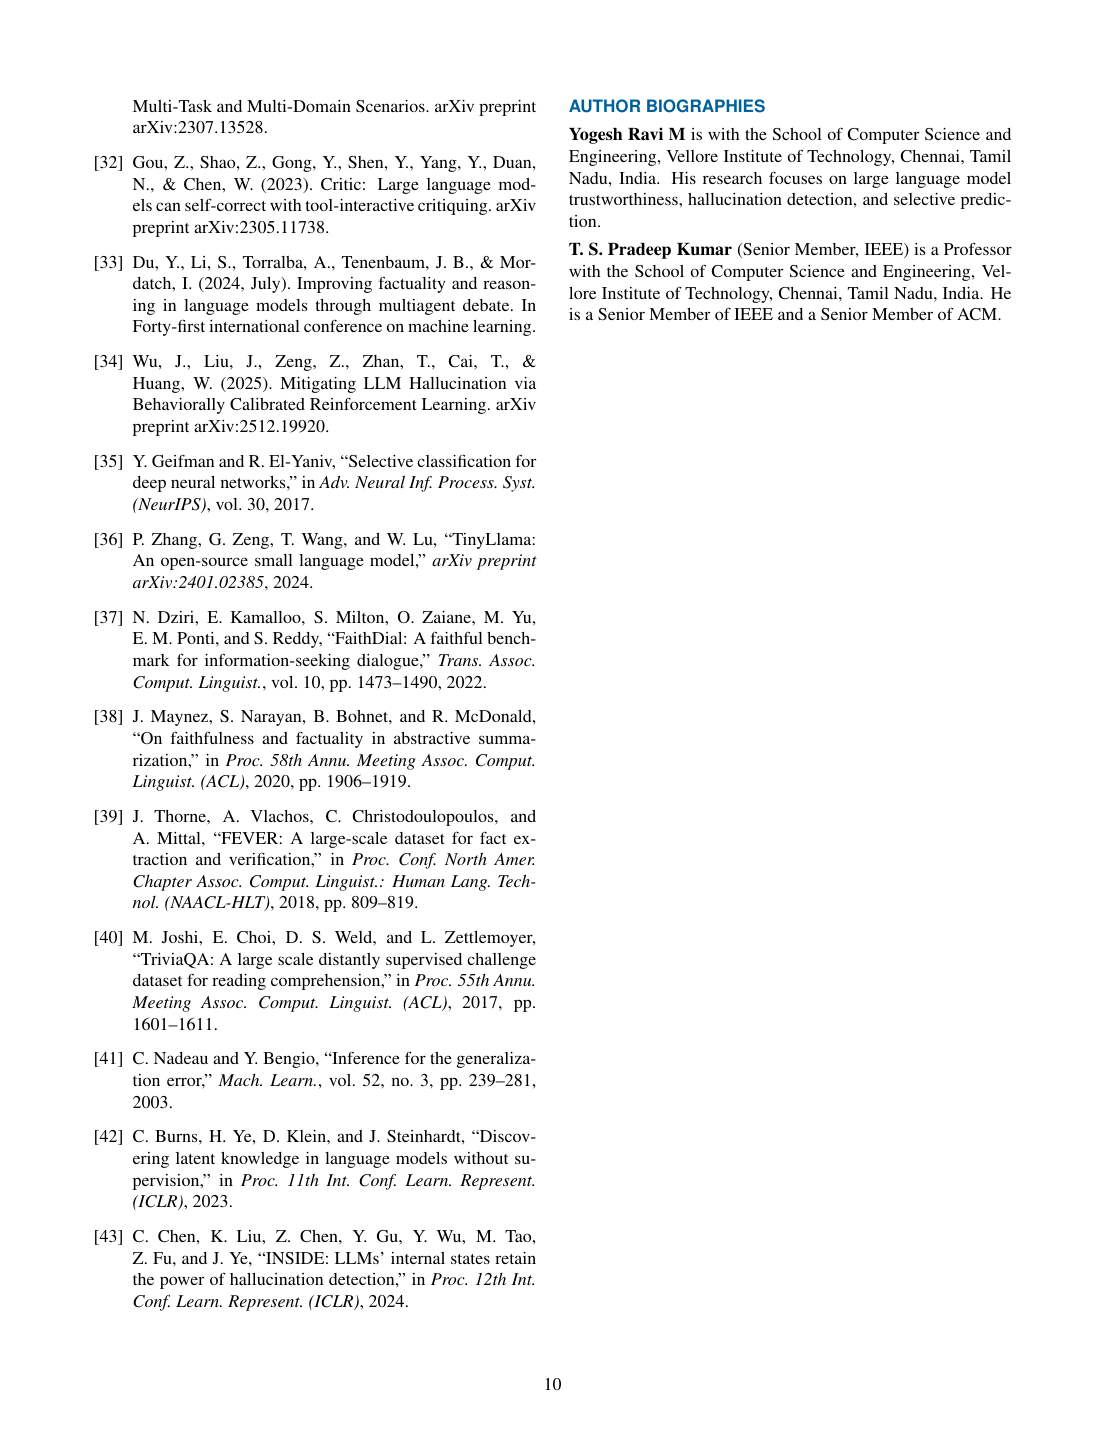 Multi-Task and Multi-Domain Scenarios. arXiv preprint
arXiv:2307.13528.
[32] Gou, Z., Shao, Z., Gong, Y., Shen, Y., Yang, Y., Duan,
N., & Chen, W. (2023). Critic: Large language mod-
els can self-correct with tool-interactive critiquing. arXiv
preprint arXiv:2305.11738.
[33] Du, Y., Li, S., Torralba, A., Tenenbaum, J. B., & Mor-
datch, I. (2024, July). Improving factuality and reason-
ing in language models through multiagent debate. In
Forty-first international conference on machine learning.
[34] Wu, J., Liu, J., Zeng, Z., Zhan, T., Cai, T., &
Huang, W. (2025). Mitigating LLM Hallucination via
Behaviorally Calibrated Reinforcement Learning. arXiv
preprint arXiv:2512.19920.
[35] Y. Geifman and R. El-Yaniv, “Selective classification for
deep neural networks,” in Adv. Neural Inf. Process. Syst.
(NeurIPS), vol. 30, 2017.
[36] P. Zhang, G. Zeng, T. Wang, and W. Lu, “TinyLlama:
An open-source small language model,” arXiv preprint
arXiv:2401.02385, 2024.
[37] N. Dziri, E. Kamalloo, S. Milton, O. Zaiane, M. Yu,
E. M. Ponti, and S. Reddy, “FaithDial: A faithful bench-
mark for information-seeking dialogue,” Trans. Assoc.
Comput. Linguist., vol. 10, pp. 1473–1490, 2022.
[38] J. Maynez, S. Narayan, B. Bohnet, and R. McDonald,
“On faithfulness and factuality in abstractive summa-
rization,” in Proc. 58th Annu. Meeting Assoc. Comput.
Linguist. (ACL), 2020, pp. 1906–1919.
[39] J. Thorne, A. Vlachos, C. Christodoulopoulos, and
A. Mittal, “FEVER: A large-scale dataset for fact ex-
traction and verification,” in Proc. Conf. North Amer.
Chapter Assoc. Comput. Linguist.: Human Lang. Tech-
nol. (NAACL-HLT), 2018, pp. 809–819.
[40] M. Joshi, E. Choi, D. S. Weld, and L. Zettlemoyer,
“TriviaQA: A large scale distantly supervised challenge
dataset for reading comprehension,” in Proc. 55th Annu.
Meeting Assoc. Comput. Linguist. (ACL), 2017, pp.
1601–1611.
[41] C. Nadeau and Y. Bengio, “Inference for the generaliza-
tion error,” Mach. Learn., vol. 52, no. 3, pp. 239–281,
2003.
[42] C. Burns, H. Ye, D. Klein, and J. Steinhardt, “Discov-
ering latent knowledge in language models without su-
pervision,” in Proc. 11th Int. Conf. Learn. Represent.
(ICLR), 2023.
[43] C. Chen, K. Liu, Z. Chen, Y. Gu, Y. Wu, M. Tao,
Z. Fu, and J. Ye, “INSIDE: LLMs’ internal states retain
the power of hallucination detection,” in Proc. 12th Int.
Conf. Learn. Represent. (ICLR), 2024.
AUTHOR BIOGRAPHIES
Yogesh Ravi M is with the School of Computer Science and
Engineering, Vellore Institute of Technology, Chennai, Tamil
Nadu, India. His research focuses on large language model
trustworthiness, hallucination detection, and selective predic-
tion.
T. S. Pradeep Kumar (Senior Member, IEEE) is a Professor
with the School of Computer Science and Engineering, Vel-
lore Institute of Technology, Chennai, Tamil Nadu, India. He
is a Senior Member of IEEE and a Senior Member of ACM.
10